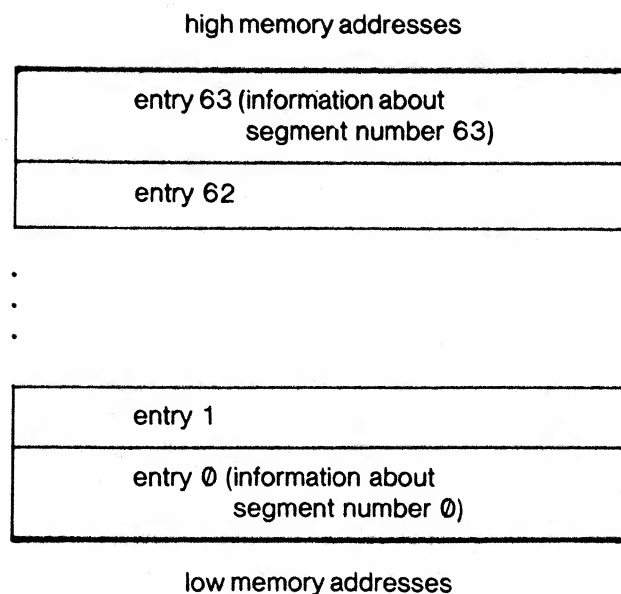 high memory addresses
entry 63 (information about
segment number 63)
entry 62
.
.
.
entry 1
entry 0 (information about
segment number 0)
low memory addresses